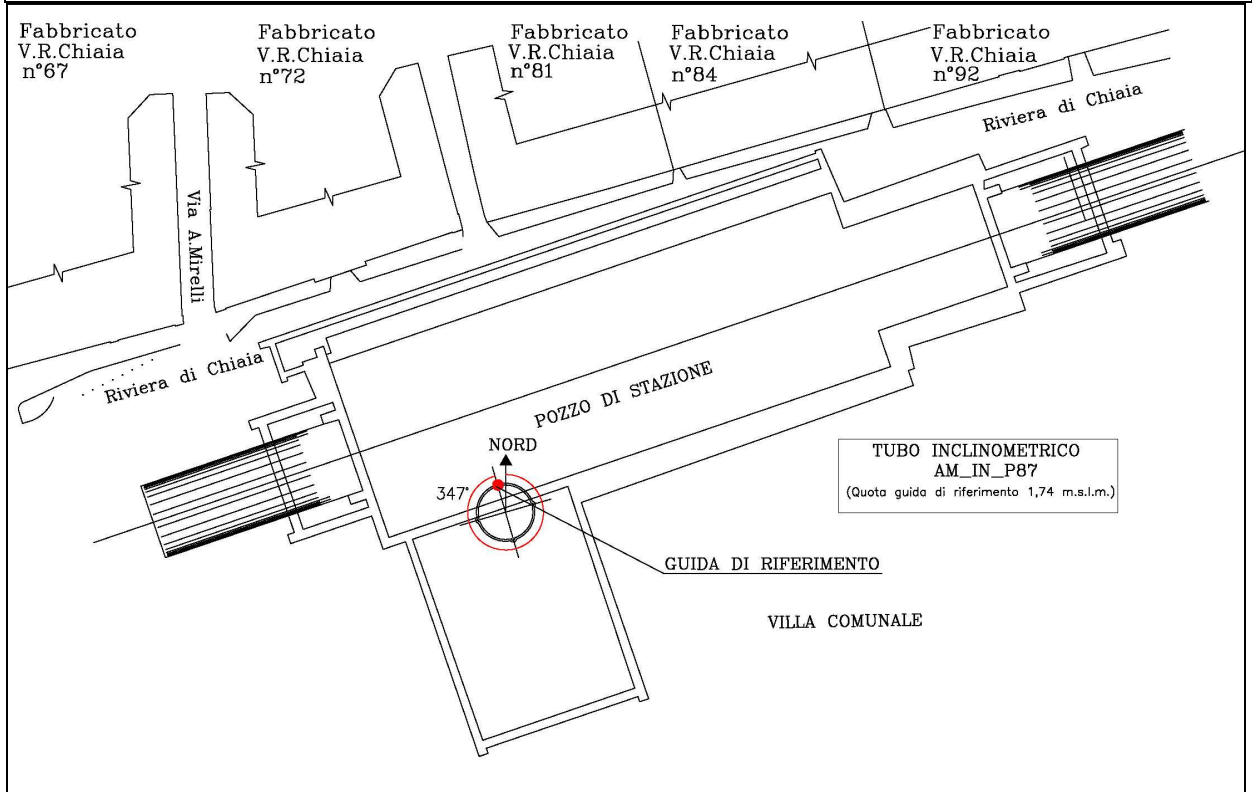 Fabbricato
V.R.Chiaia
n°67
Fabbricato
V.R.Chiaia
n°72
Fabbricato
V.R.Chiaia
n°81
Fabbricato
V.R.Chiaia
n°84
Fabbricato
V.R.Chiaia
n°92
Riviera di Chiaia
Via A.Mirelli
Riviera di Chiaia
POZZO DI STAZIONE
NORD
347°
TUBO INCLINOMETRICO
AM_IN_P87
(Quota guida di riferimento 1,74 m.s.l.m.)
GUIDA DI RIFERIMENTO
VILLA COMUNALE